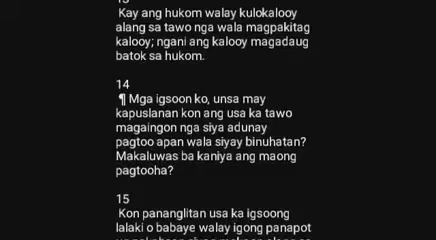 Kay ang hukom walay kulokalooy
alang sa tawo nga wala magpakitag
kalooy; ngani ang kalooy magadaug
batok sa hukom.
14
¶ Mga igsoon ko, unsa may
kapuslanan kon ang usa ka tawo
magaingon nga siya adunay
pagtoo apan wala siyay binuhatan?
Makaluwas ba kaniya ang maong
pagtooha?
15
Kon pananglitan usa ka igsoong
lalaki o babaye walay igong panapot